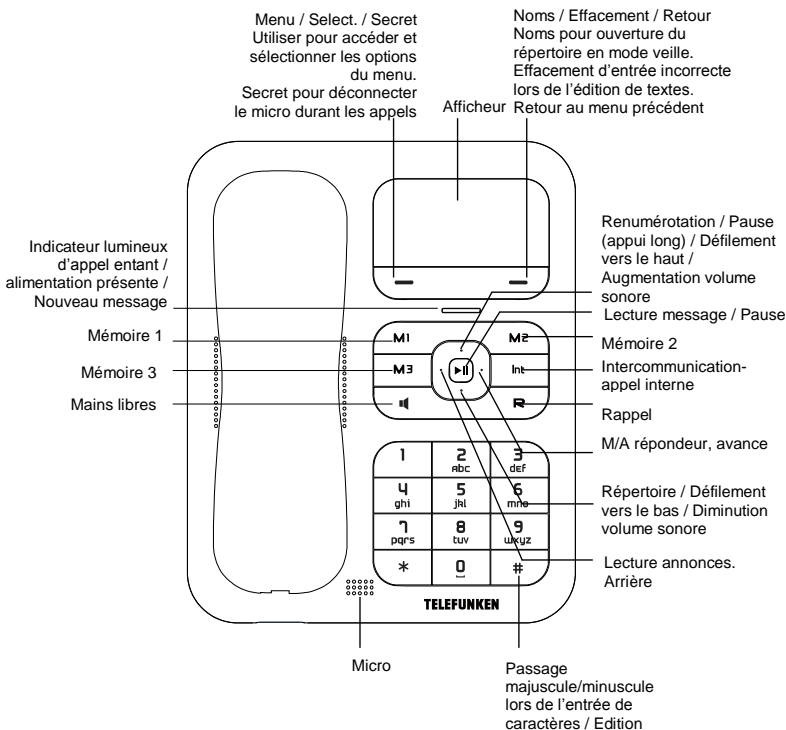 Menu / Select. / Secret
Utiliser pour accéder et
sélectionner les options
du menu.
Secret pour déconnecter
le micro durant les appels
Afficheur
Noms / Effacement / Retour
Noms pour ouverture du
répertoire en mode veille.
Effacement d'entrée incorrecte
lors de l'édition de textes.
Retour au menu précédent
Indicateur lumineux
d'appel entant /
alimentation présente /
Nouveau message
Mémoire 1
Mémoire 3
Mains libres
Renumérotation / Pause
(appui long) / Défilement
vers le haut /
Augmentation volume
sonore
Lecture message / Pause
Mémoire 2
Intercommunication-
appel interne
Rappel
M/A répondeur, avance
Répertoire / Défilement
vers le bas / Diminution
volume sonore
Lecture annonces.
Arrière
M1
M2
M3
Int
R
1
2
abc
3
def
4
ghi
5
jkl
6
mno
7
pqrs
8
tuv
9
wxyz
*
0
#
TELEFUNKEN
Micro
Passage
majuscule/minuscule
lors de l'entrée de
caractères / Edition